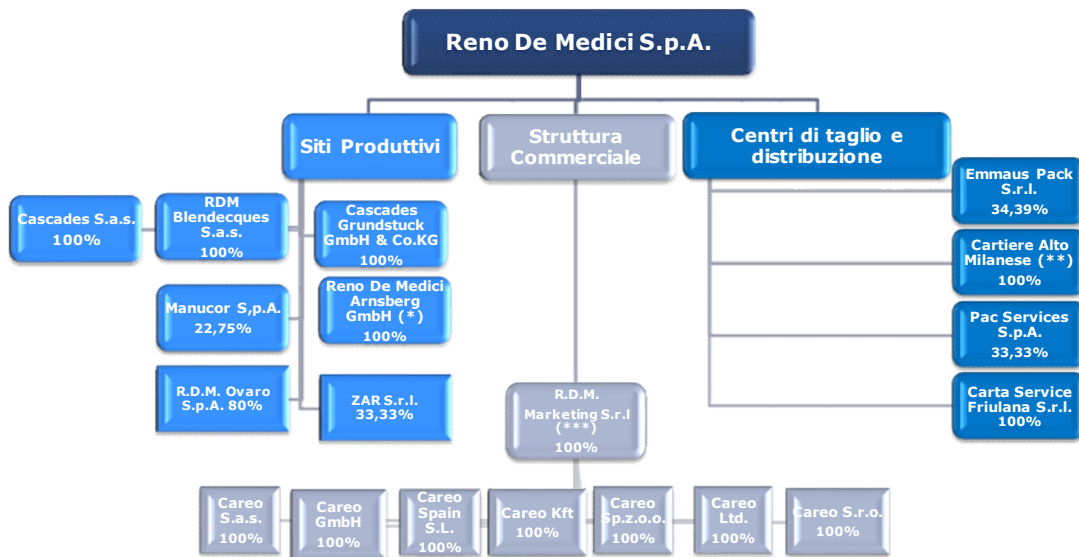 Reno De Medici S.p.A.
Siti Produttivi
Struttura
Commerciale
Centri di taglio e
distribuzione
Cascades S.a.s.
100%
RDM
Blendecques
S.a.s.
100%
Cascades
Grundstuck
GmbH & Co.KG
100%
Manucor S,p.A.
22,75%
Reno De Medici
Arnsberg
GmbH (*)
100%
R.D.M. Ovaro
S.p.A. 80%
ZAR S.r.l.
33,33%
R.D.M.
Marketing S.r.l
(***)
100%
Emmaus Pack
S.r.l.
34,39%
Cartiere Alto
Milanese (**)
100%
Pac Services
S.p.A.
33,33%
Carta Service
Friulana S.r.l.
100%
Careo
S.a.s.
100%
Careo
GmbH
100%
Careo
Spain
S.L.
100%
Careo Kft
100%
Careo
Sp.z.o.o.
100%
Careo
Ltd.
100%
Careo S.r.o.
100%